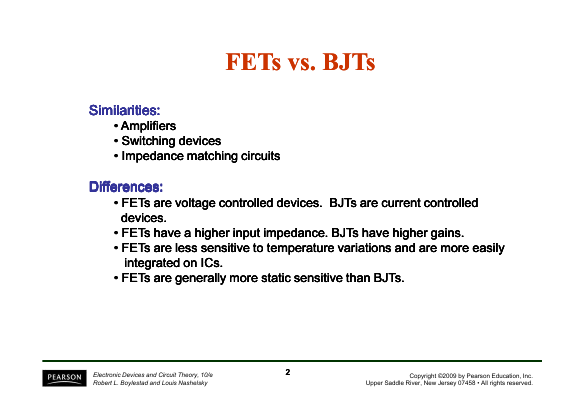 FETs vs. BJTs
Similarities:
• Amplifiers
• Switching devices
• Impedance matching circuits
Differences:
• FETs are voltage controlled devices.  BJTs are current controlled
devices.
• FETs have a higher input impedance. BJTs have higher gains.
• FETs are less sensitive to temperature variations and are more easily
integrated on ICs.
• FETs are generally more static sensitive than BJTs.
PEARSON
Electronic Devices and Circuit Theory, 10/e
Robert L. Boylestad and Louis Nashelsky
2
Copyright ©2009 by Pearson Education, Inc.
Upper Saddle River, New Jersey 07458 • All rights reserved.